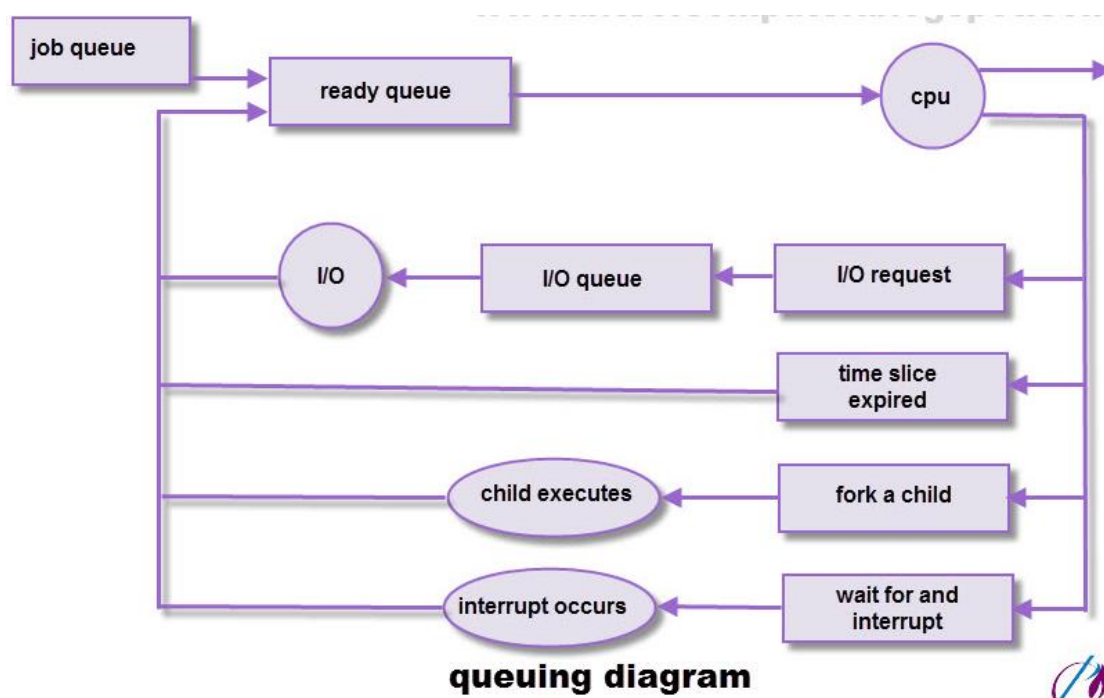 job queue
ready queue
cpu
I/O
I/O queue
I/O request
time slice
expired
child executes
fork a child
interrupt occurs
wait for and
interrupt
queuing diagram